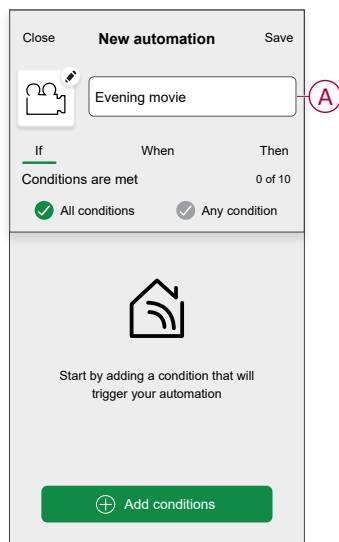 Close New automation Save
Evening movie
A
If When Then
Conditions are met 0 of 10
All conditions Any condition
Start by adding a condition that will
trigger your automation
Add conditions